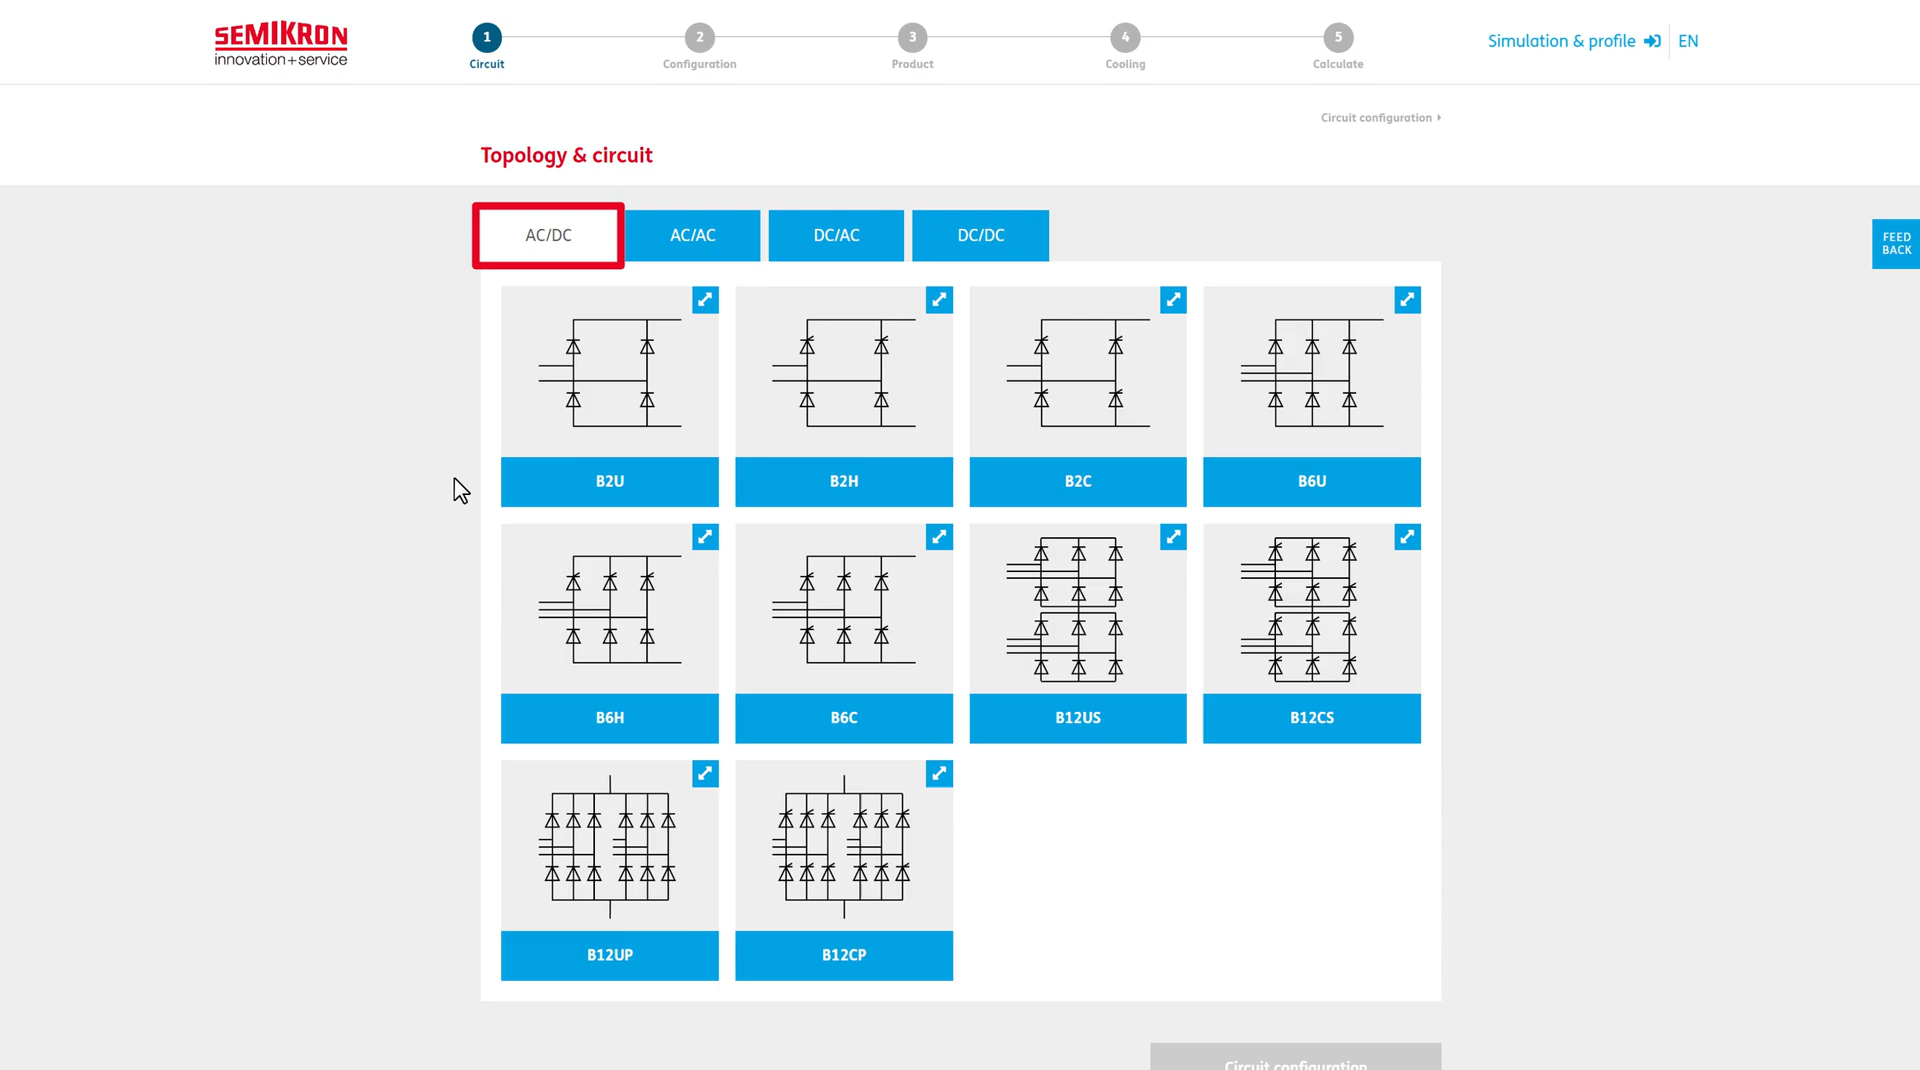 SEMIKRON
innovation+service
1
Circuit
2
Configuration
3
Product
4
Cooling
5
Calculate
Simulation & profile
EN
Circuit configuration
Topology & circuit
AC/DC
AC/AC
DC/AC
DC/DC
FEED
BACK
B2U
B2H
B2C
B6U
B6H
B6C
B12US
B12CS
B12UP
B12CP
Circuit configuration